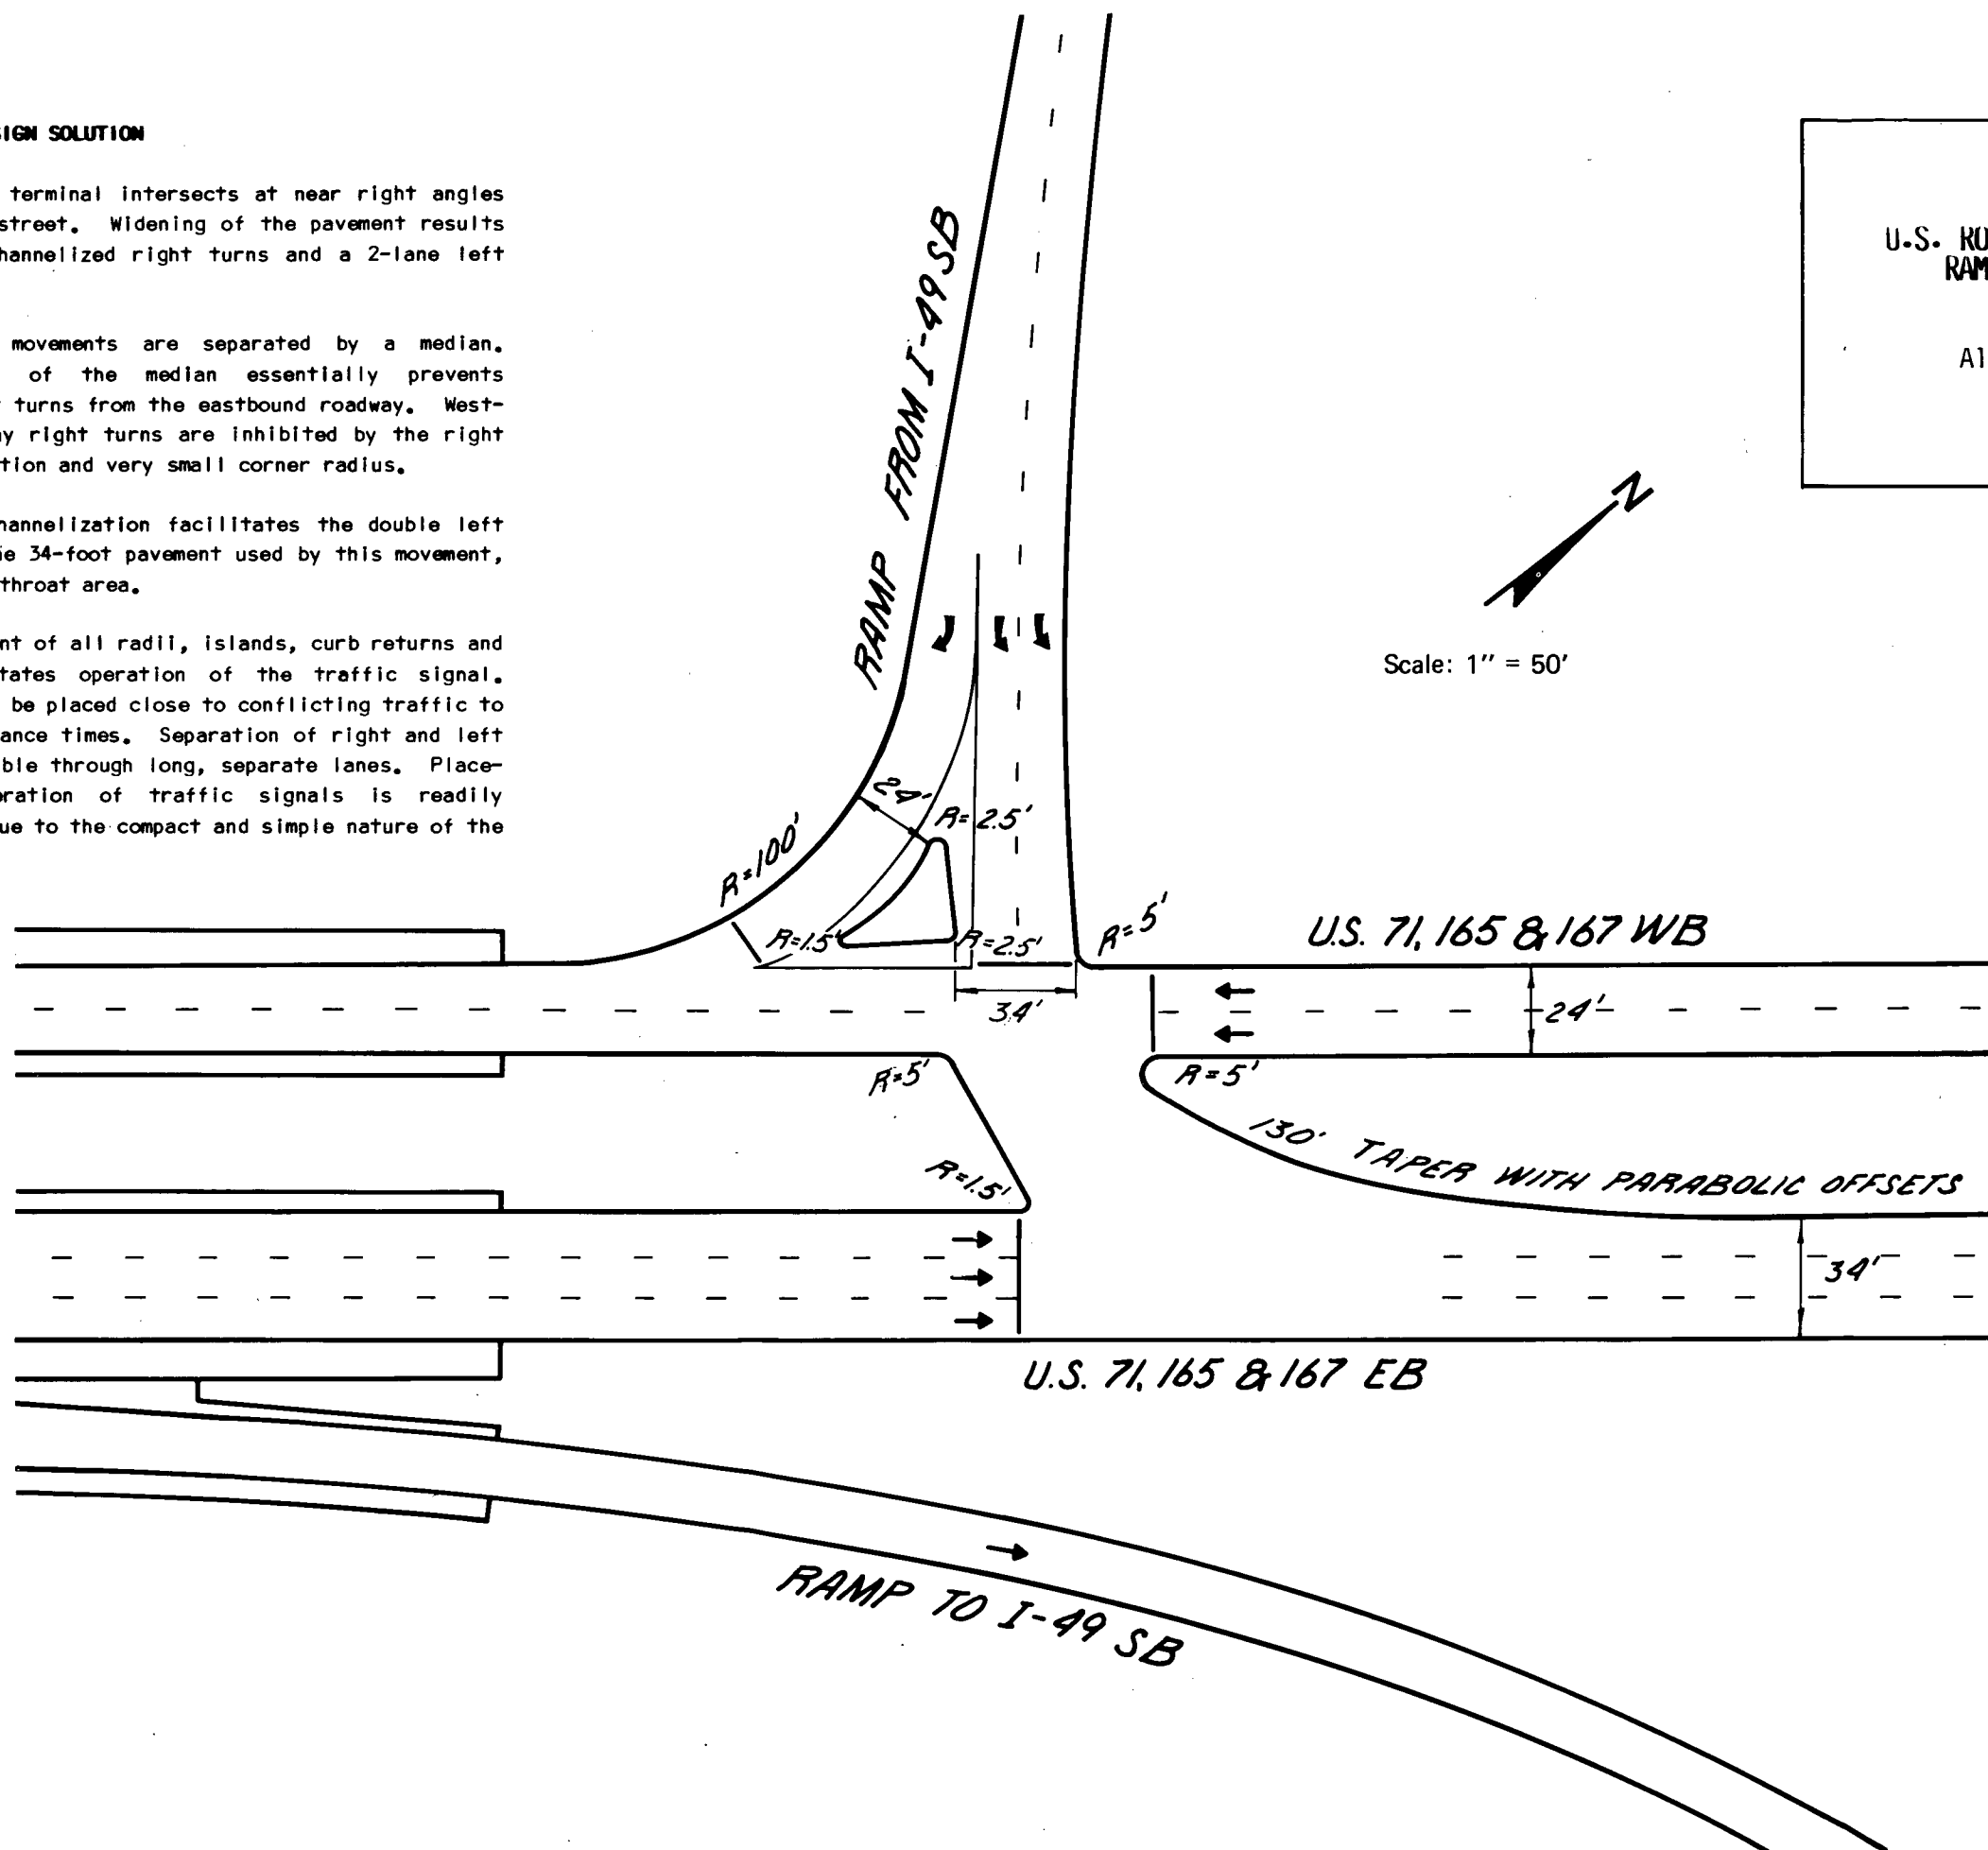 SIGN SOLUTION
terminal intersects at near right angles
street. Widening of the pavement results
hannelized right turns and a 2-lane left
movements are separated by a median.
of the median essentially prevents
turns from the eastbound roadway. West-
ay right turns are inhibited by the right
tion and very small corner radius.
hannelization facilitates the double left
he 34-foot pavement used by this movement,
throat area.
nt of all radii, islands, curb returns and
tates operation of the traffic signal.
be placed close to conflicting traffic to
ance times. Separation of right and left
ble through long, separate lanes. Place-
ration of traffic signals is readily
ue to the compact and simple nature of the
U.S. RO
RAM
Al
N
Scale: 1" = 50'
RAMP FROM I-49 SB
24'
R=2.5'
R=100'
R=1.5'
R=2.5'
R=5'
34'
U.S. 71, 165 & 167 WB
24'
R=5'
R=5'
R=1.5'
130' TAPER WITH PARABOLIC OFFSETS
34'
U.S. 71, 165 & 167 EB
RAMP TO I-49 SB